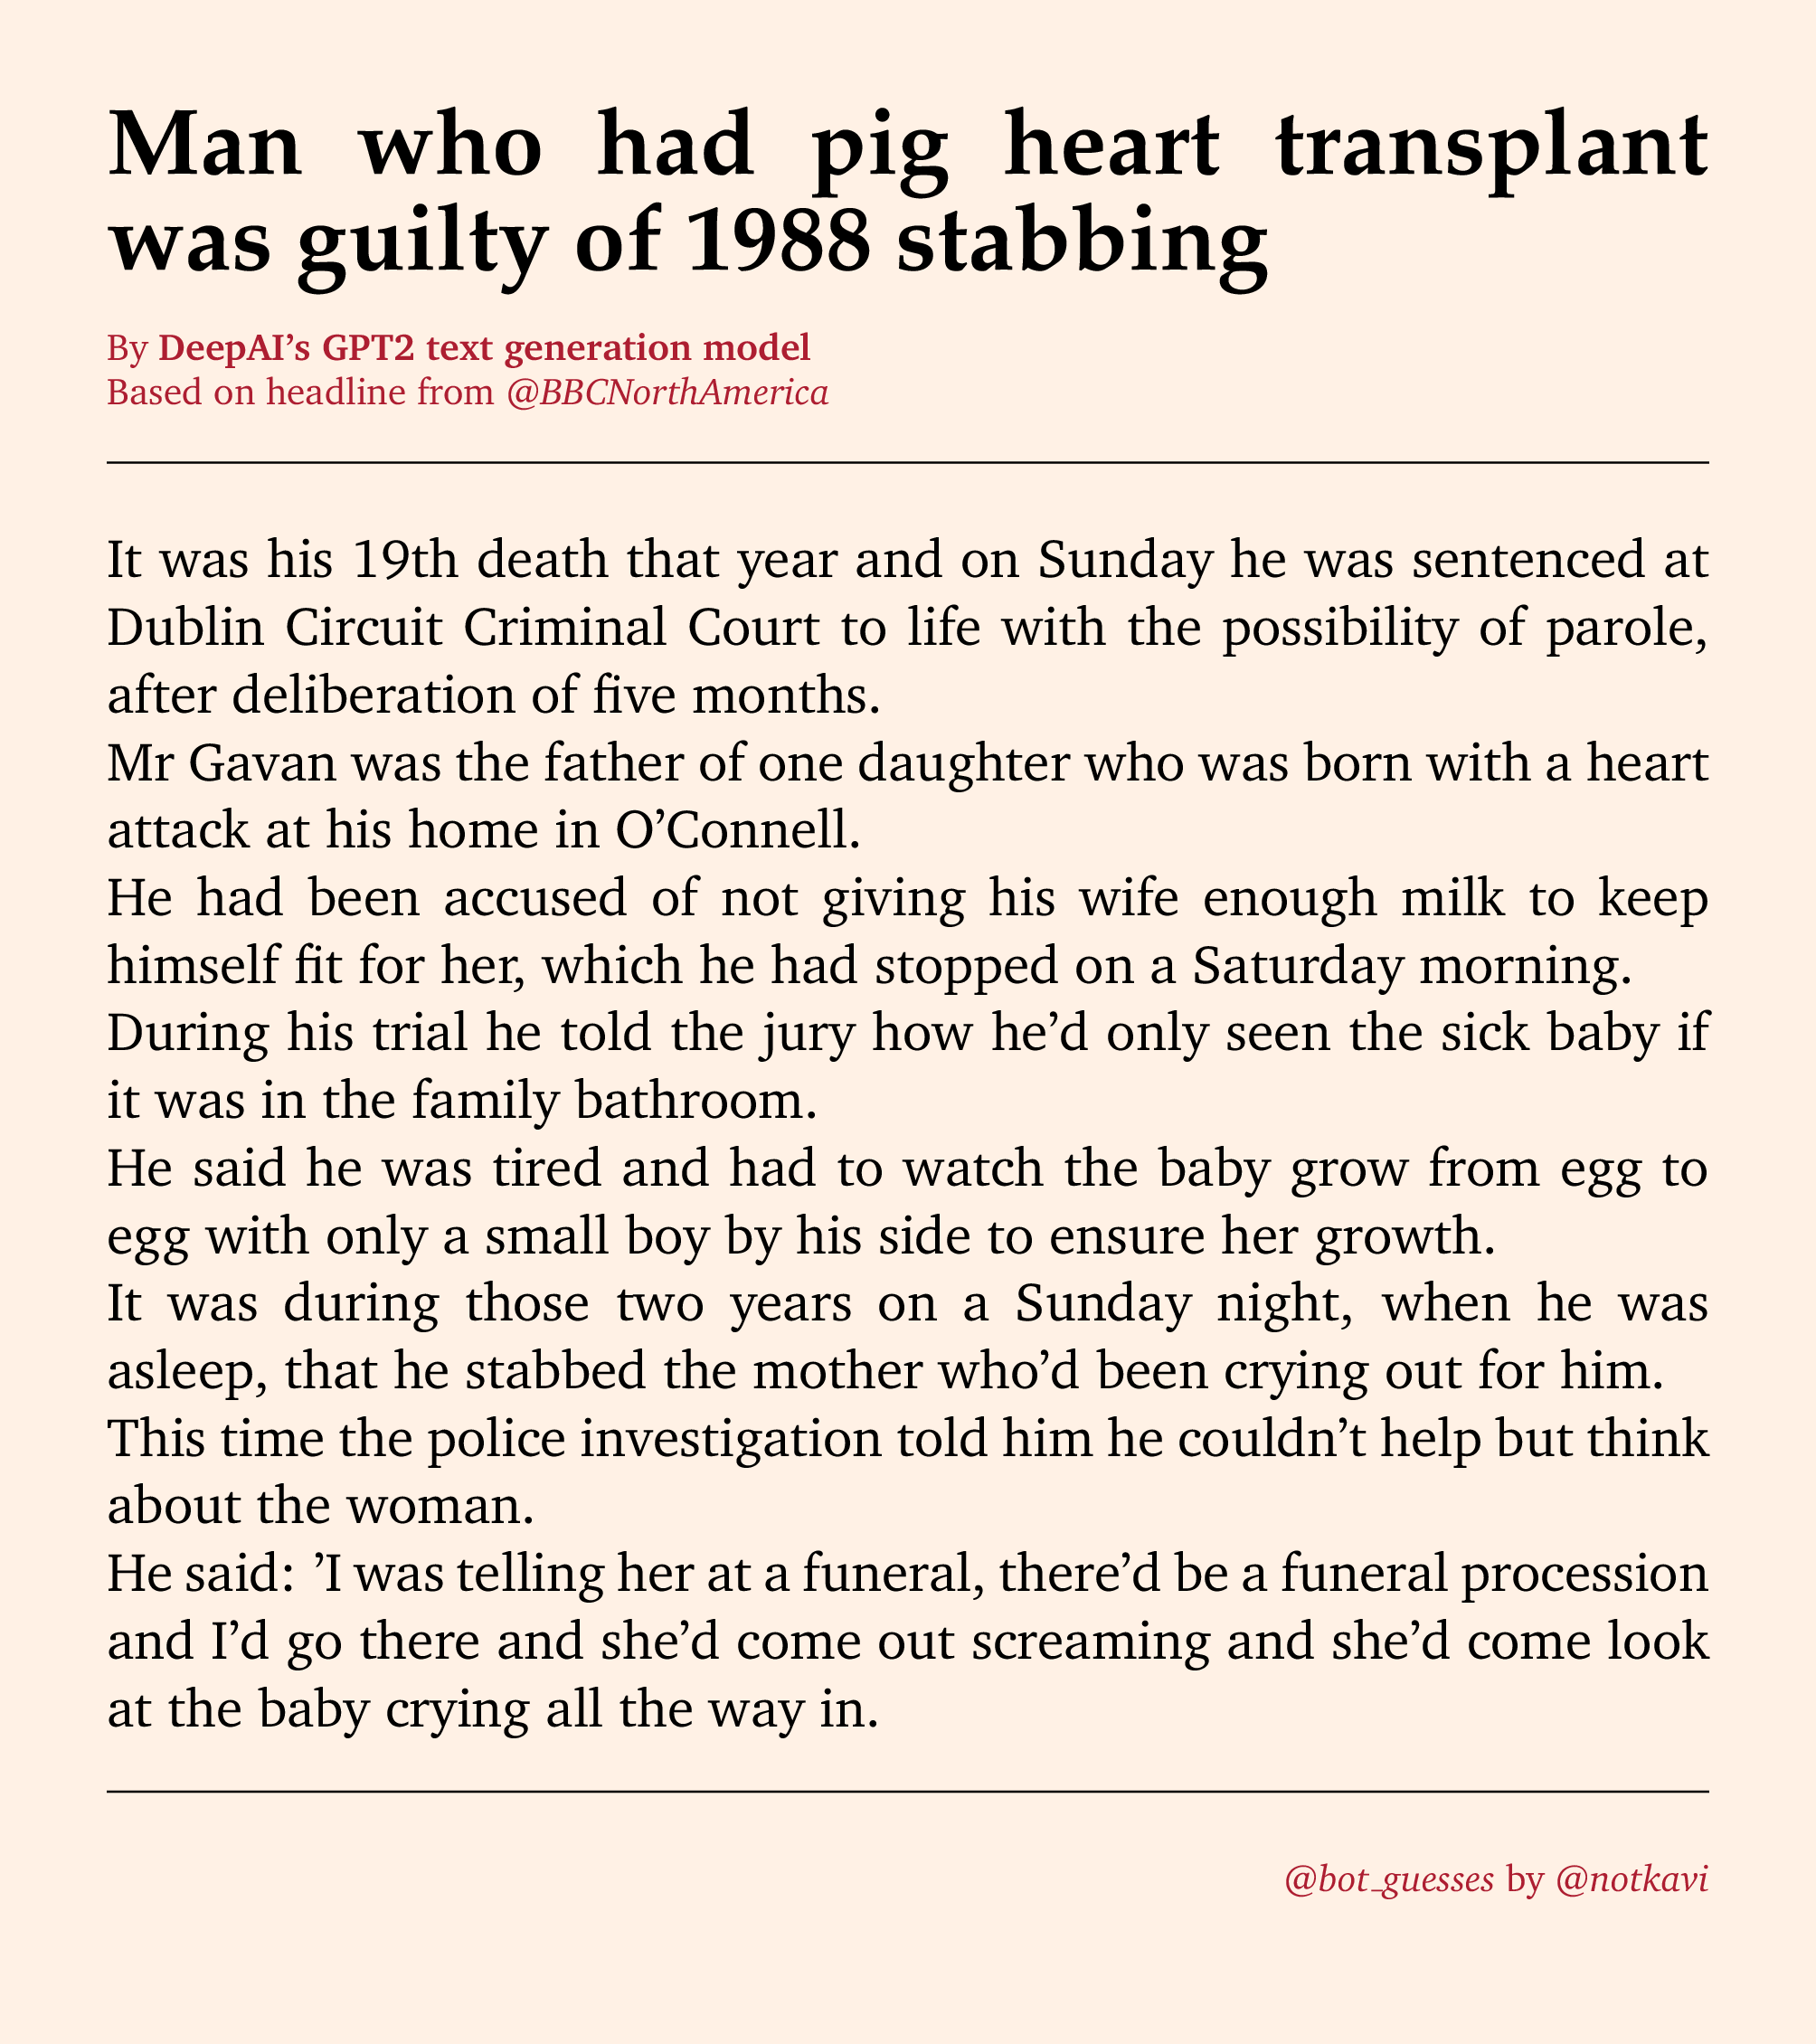 Man who had pig heart transplant
was guilty of 1988 stabbing
By DeepAI’s GPT2 text generation model
Based on headline from @BBCNorthAmerica
It was his 19th death that year and on Sunday he was sentenced at
Dublin Circuit Criminal Court to life with the possibility of parole,
after deliberation of five months.
Mr Gavan was the father of one daughter who was born with a heart
attack at his home in O’Connell.
He had been accused of not giving his wife enough milk to keep
himself fit for her, which he had stopped on a Saturday morning.
During his trial he told the jury how he’d only seen the sick baby if
it was in the family bathroom.
He said he was tired and had to watch the baby grow from egg to
egg with only a small boy by his side to ensure her growth.
It was during those two years on a Sunday night, when he was
asleep, that he stabbed the mother who’d been crying out for him.
This time the police investigation told him he couldn’t help but think
about the woman.
He said: ’I was telling her at a funeral, there’d be a funeral procession
and I’d go there and she’d come out screaming and she’d come look
at the baby crying all the way in.
@bot_guesses by @notkavi